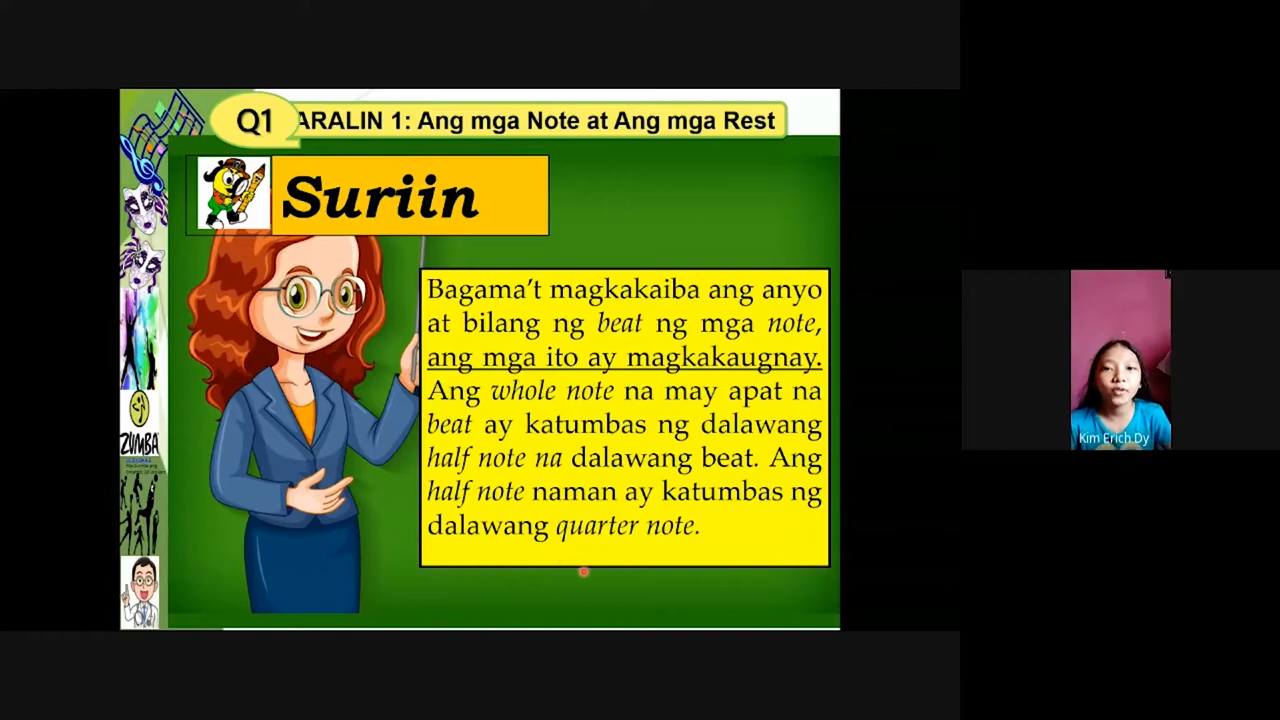 Q1
ARALIN 1: Ang mga Note at Ang mga Rest
Suriin
Bagama't magkakaiba ang anyo
at bilang ng beat ng mga note,
ang mga ito ay magkakaugnay.
Ang whole note na may apat na
beat ay katumbas ng dalawang
half note na dalawang beat. Ang
half note naman ay katumbas ng
dalawang quarter note.
ZUMBA
Kim Erich Dy